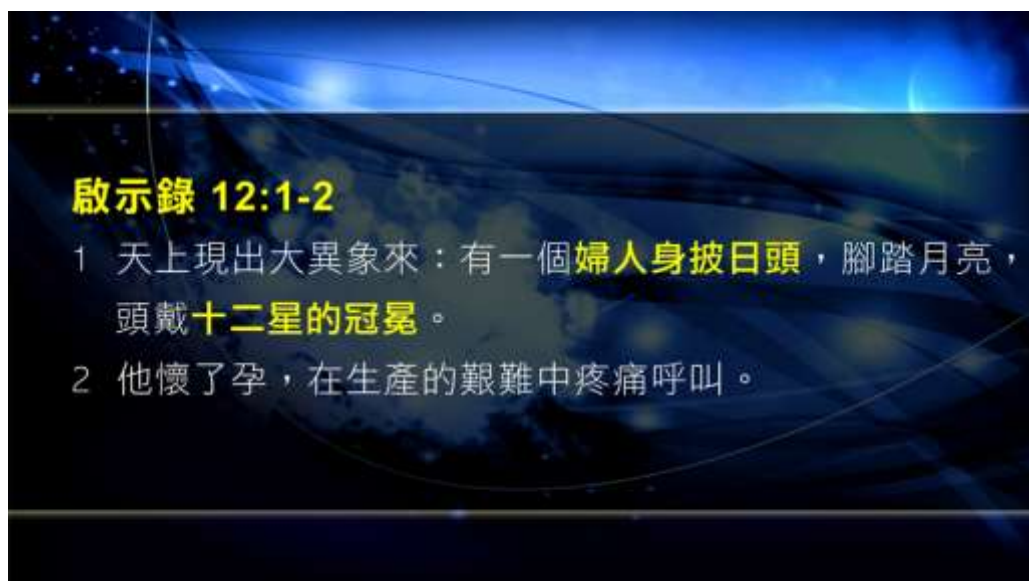 啟示錄 12:1-2
1 天上現出大異象來：有一個婦人身披日頭，腳踏月亮，
頭戴十二星的冠冕。
2 他懷了孕，在生產的艱難中疼痛呼叫。